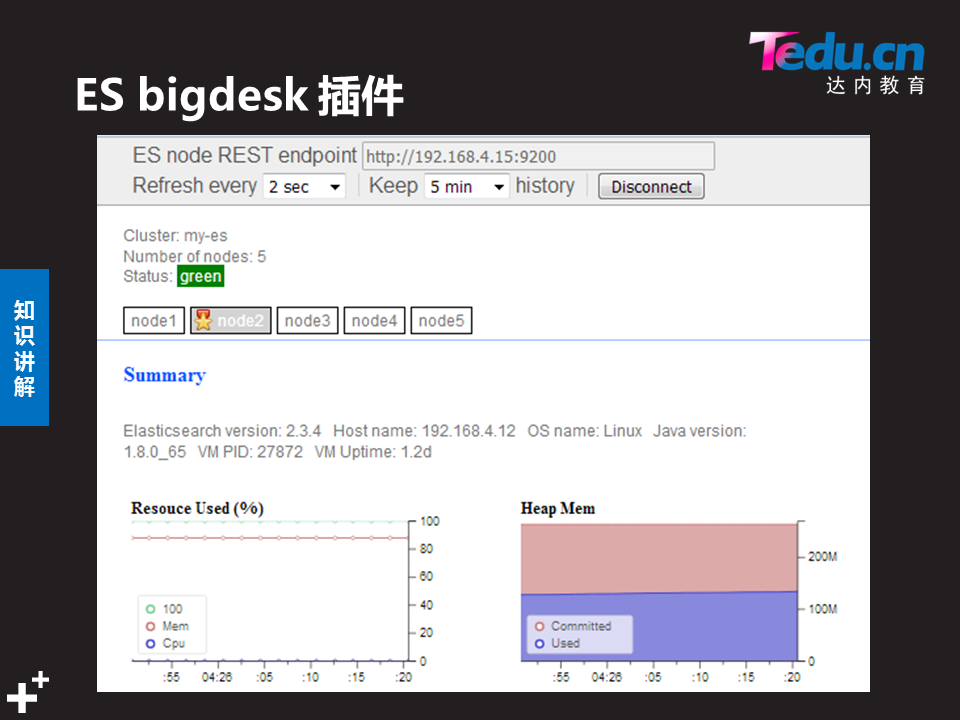 Tedu.cn
达内教育
ES bigdesk 插件
ES node REST endpoint http://192.168.4.15:9200
Refresh every 2 sec Keep 5 min history Disconnect
Cluster: my-es
Number of nodes: 5
Status: green
知识讲解
node1 node2 node3 node4 node5
Summary
Elasticsearch version: 2.3.4 Host name: 192.168.4.12 OS name: Linux Java version:
1.8.0_65 VM PID: 27872 VM Uptime: 1.2d
Resouce Used (%)
100
80
60
40
20
0
100
Mem
Cpu
:55 04:26 :05 :10 :15 :20
Heap Mem
200M
100M
0
Committed
Used
:55 04:26 :05 :10 :15 :20